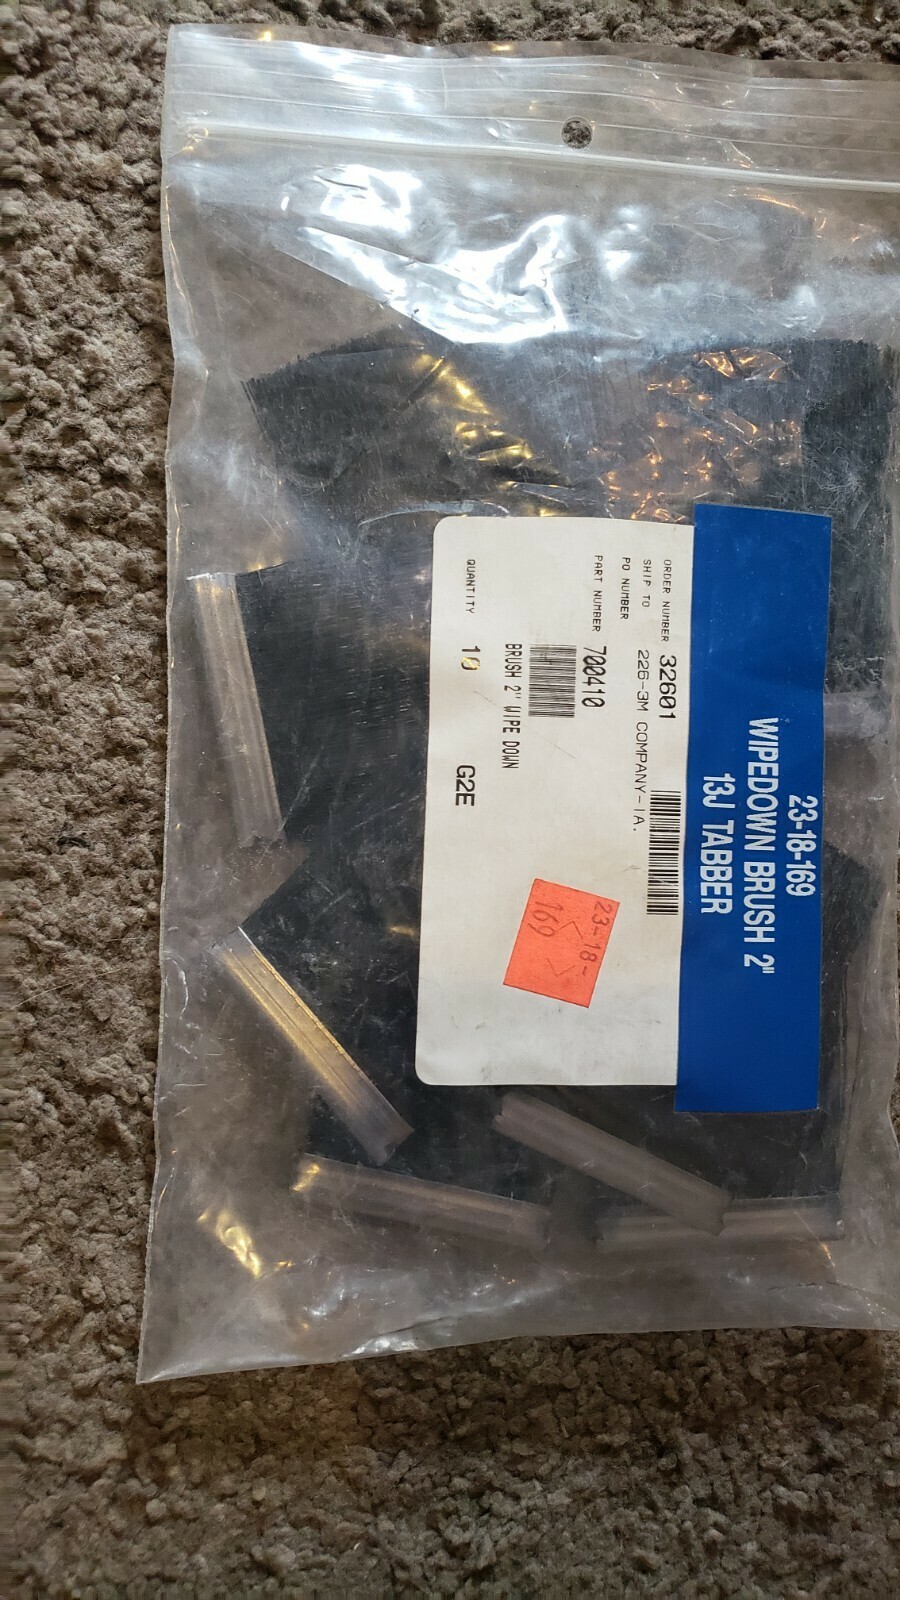 23-18-169
WIPEDOWN BRUSH 2"
13J TABBER
ORDER NUMBER 32601
SHIP TO 226-3M COMPANY-IA.
PO NUMBER
PART NUMBER 700410
BRUSH 2" WIPE DOWN
QUANTITY 10 G2E
23-18-
169